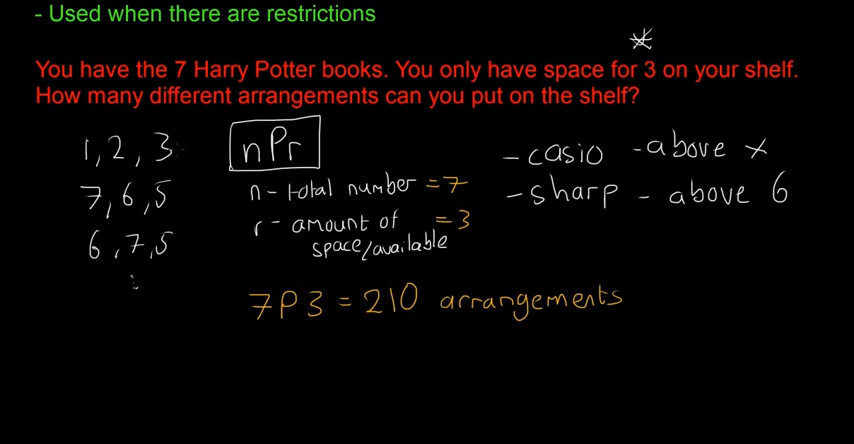 - Used when there are restrictions
You have the 7 Harry Potter books. You only have space for 3 on your shelf.
How many different arrangements can you put on the shelf?
1, 2, 3
7, 6, 5
6, 7, 5
nPr
n - total number = 7
r - amount of = 3
space/available
- casio - above x
- sharp - above 6
7P3 = 210 arrangements